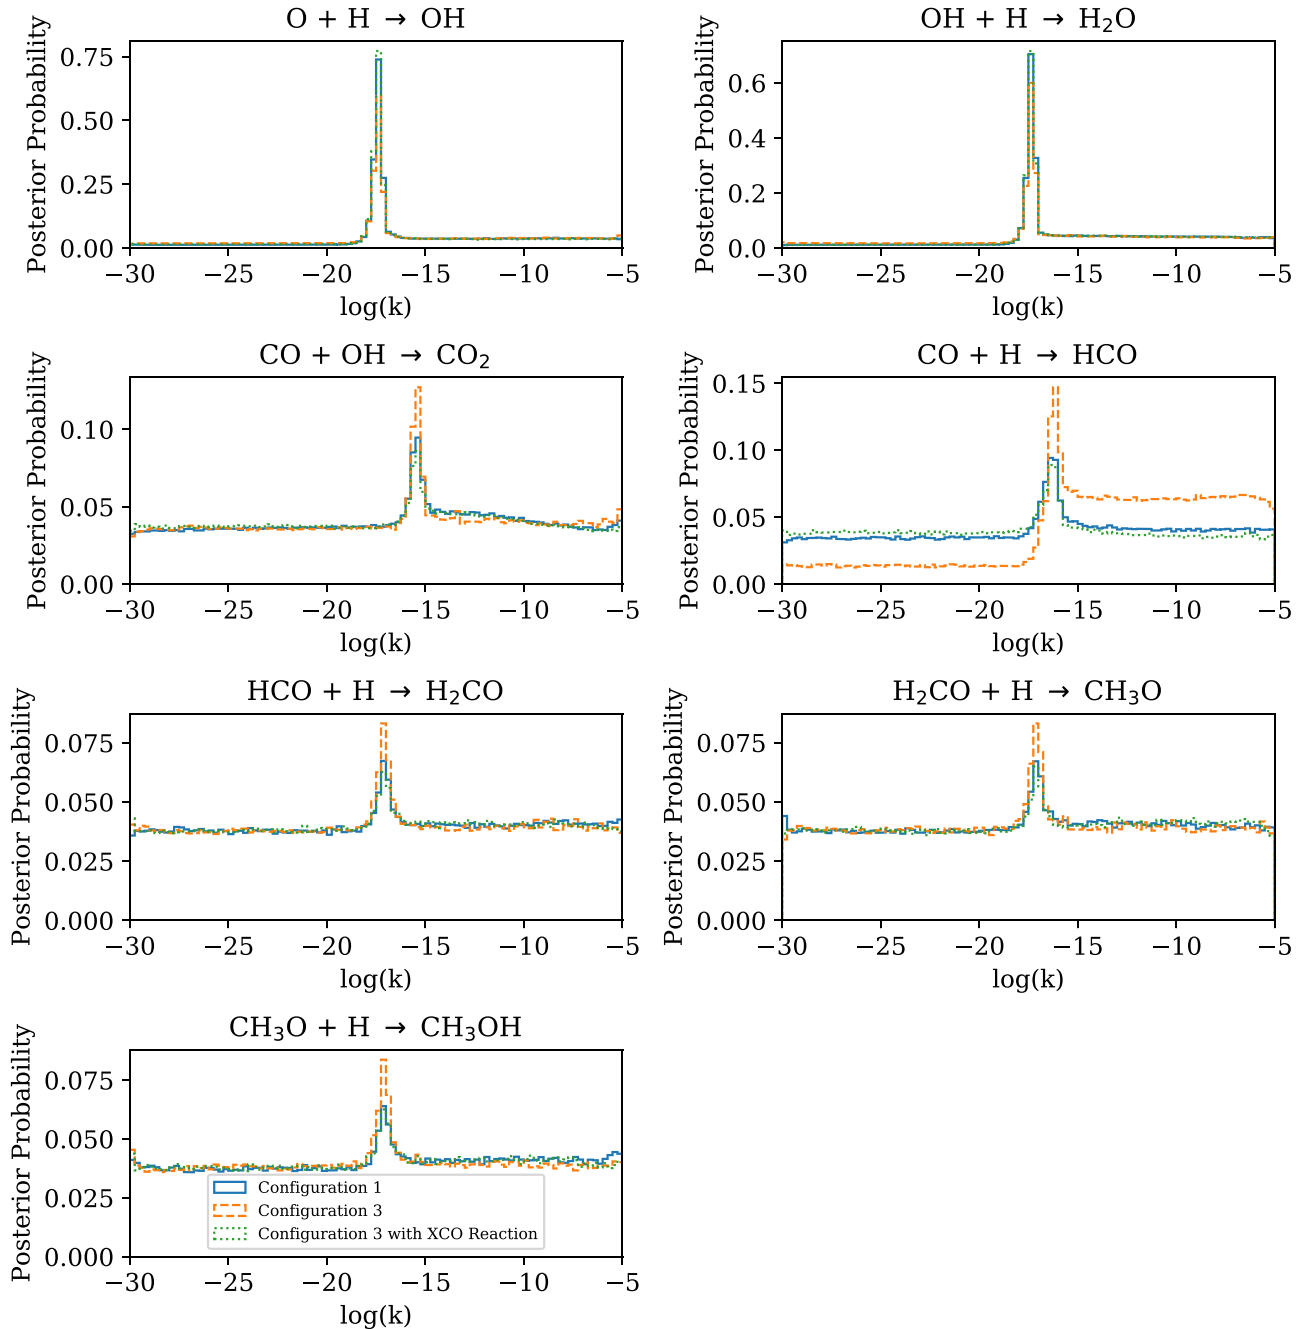 O + H → OH
Posterior Probability
0.75
0.50
0.25
0.00
−30 −25 −20 −15 −10 −5
log(k)
OH + H → H₂O
Posterior Probability
0.6
0.4
0.2
0.0
−30 −25 −20 −15 −10 −5
log(k)
CO + OH → CO₂
Posterior Probability
0.10
0.05
0.00
−30 −25 −20 −15 −10 −5
log(k)
CO + H → HCO
Posterior Probability
0.15
0.10
0.05
0.00
−30 −25 −20 −15 −10 −5
log(k)
HCO + H → H₂CO
Posterior Probability
0.075
0.050
0.025
0.000
−30 −25 −20 −15 −10 −5
log(k)
H₂CO + H → CH₃O
Posterior Probability
0.075
0.050
0.025
0.000
−30 −25 −20 −15 −10 −5
log(k)
CH₃O + H → CH₃OH
Posterior Probability
0.075
0.050
0.025
0.000
Configuration 1
Configuration 3
Configuration 3 with XCO Reaction
−30 −25 −20 −15 −10 −5
log(k)